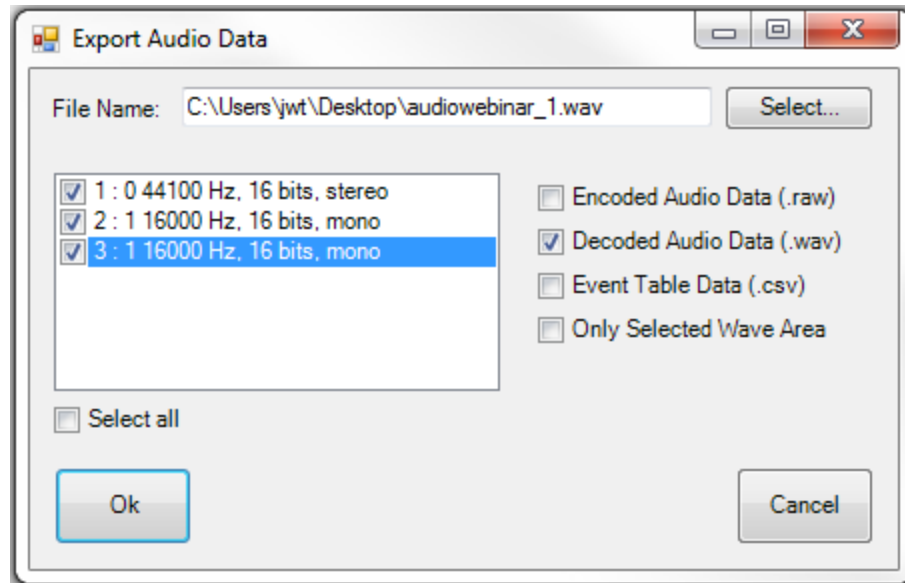 Export Audio Data
File Name: C:\Users\jwt\Desktop\audiowebinar_1.wav Select...
1 : 0 44100 Hz, 16 bits, stereo
2 : 1 16000 Hz, 16 bits, mono
3 : 1 16000 Hz, 16 bits, mono
Encoded Audio Data (.raw)
Decoded Audio Data (.wav)
Event Table Data (.csv)
Only Selected Wave Area
Select all
Ok Cancel